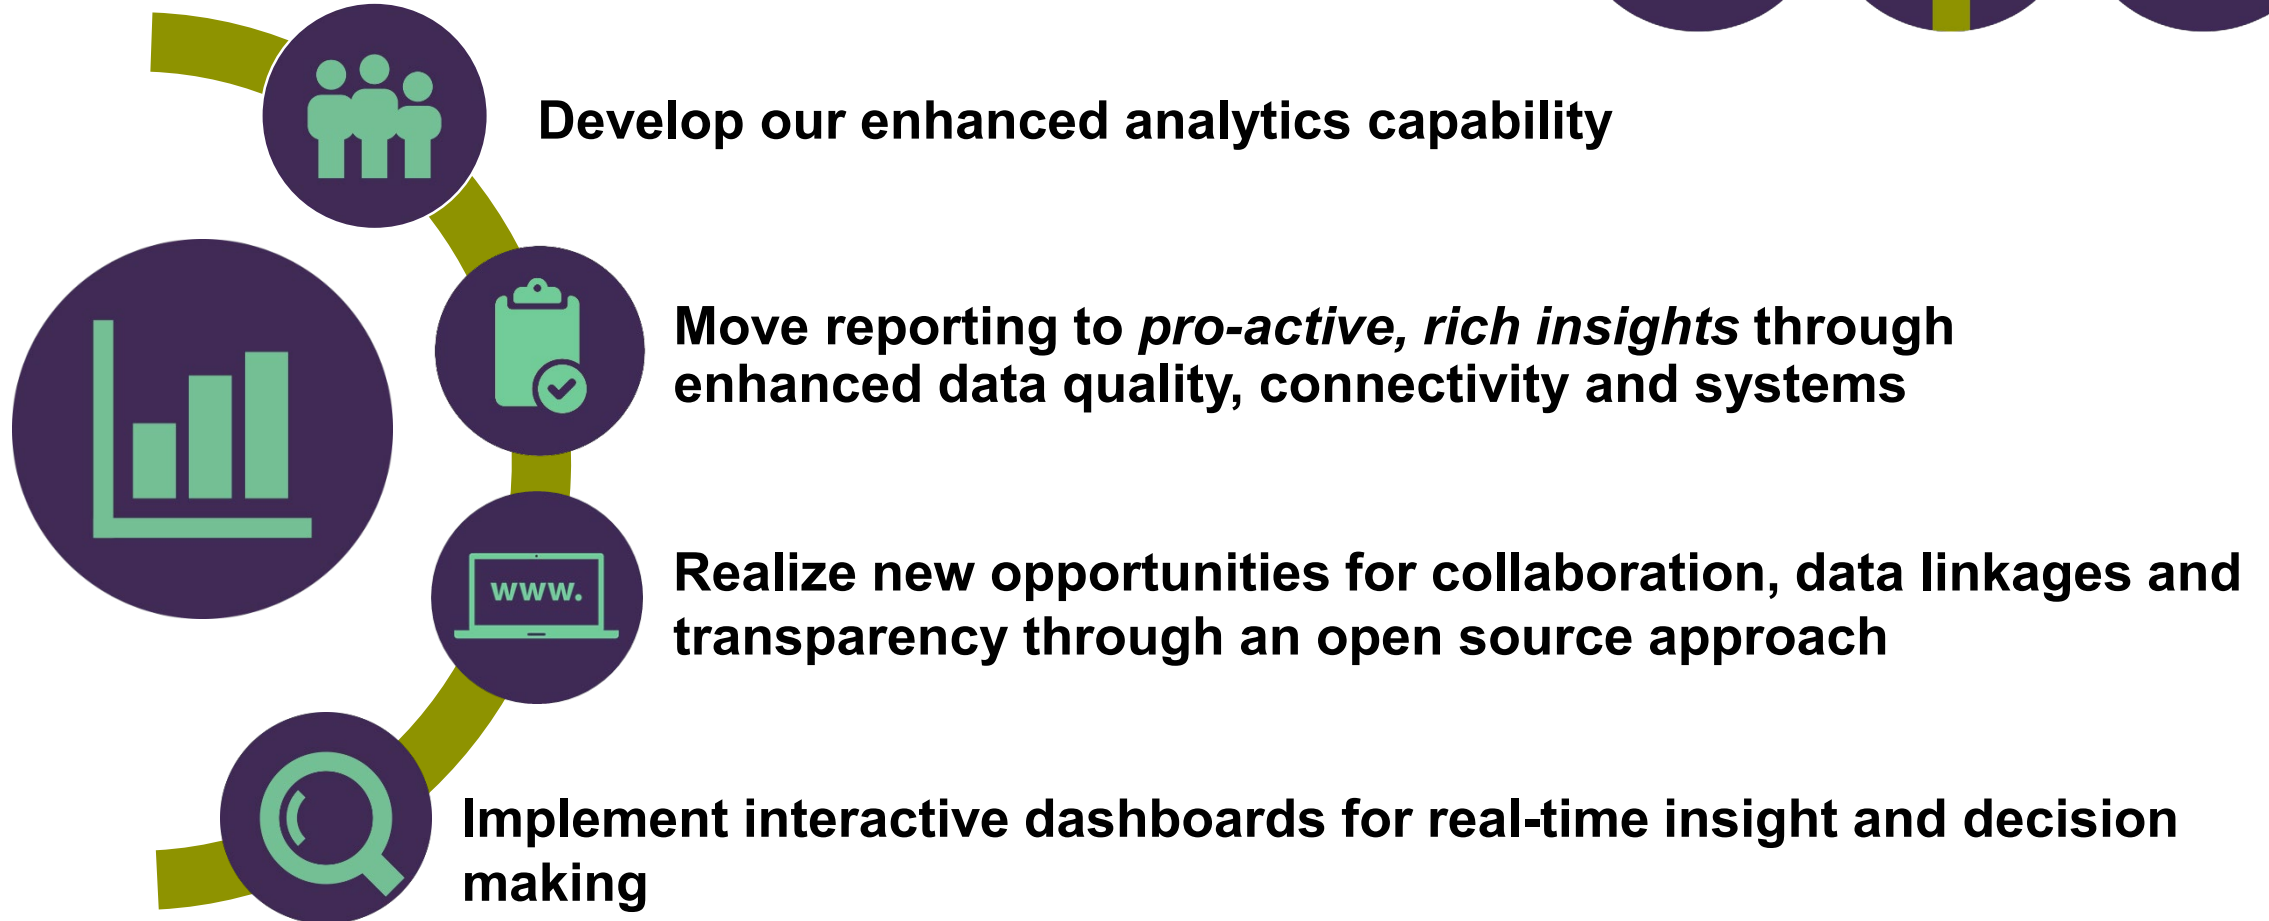 Develop our enhanced analytics capability
Move reporting to pro-active, rich insights through
enhanced data quality, connectivity and systems
www.
Realize new opportunities for collaboration, data linkages and
transparency through an open source approach
Implement interactive dashboards for real-time insight and decision
making